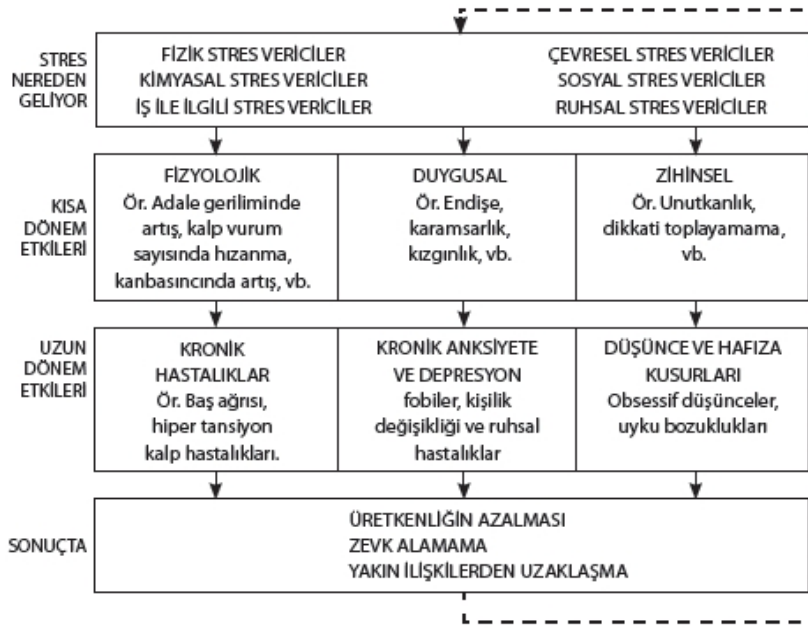 STRES
NEREDEN
GELİYOR
FİZİK STRES VERİCİLER
KİMYASAL STRES VERİCİLER
İŞ İLE İLGİLİ STRES VERİCİLER
ÇEVRESEL STRES VERİCİLER
SOSYAL STRES VERİCİLER
RUHSAL STRES VERİCİLER
KISA
DÖNEM
ETKİLERİ
FİZYOLOJİK
Ör. Adale geriliminde
artış, kalp vurum
sayısında hızanma,
kanbasıncında artış, vb.
DUYGUSAL
Ör. Endişe,
karamsarlık,
kızgınlık, vb.
ZİHİNSEL
Ör. Unutkanlık,
dikkati toplayamama,
vb.
UZUN
DÖNEM
ETKİLERİ
KRONİK
HASTALIKLAR
Ör. Baş ağrısı,
hiper tansiyon
kalp hastalıkları.
KRONİK ANKSİYETE
VE DEPRESYON
fobiler, kişilik
değişikliği ve ruhsal
hastalıklar
DÜŞÜNCE VE HAFIZA
KUSURLARI
Obsessif düşünceler,
uyku bozuklukları
SONUÇTA
ÜRETKENLİĞİN AZALMASI
ZEVK ALAMAMA
YAKIN İLİŞKİLERDEN UZAKLAŞMA